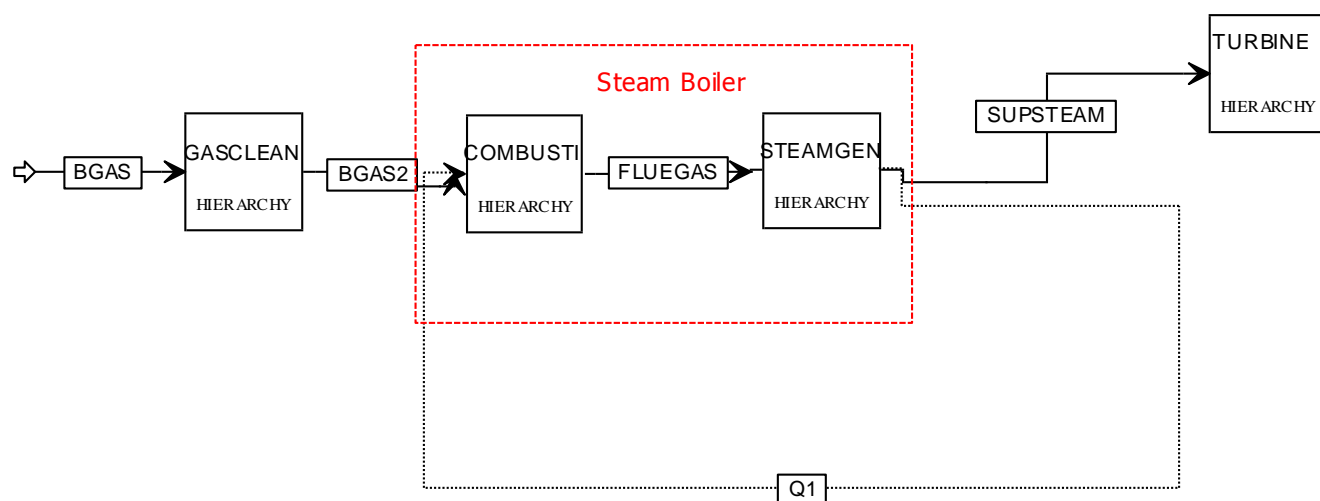 TURBINE
HIERARCHY
Steam Boiler
SUPSTEAM
GASCLEAN
HIERARCHY
COMBUSTI
HIERARCHY
STEAMGEN
HIERARCHY
BGAS
BGAS2
FLUEGAS
Q1